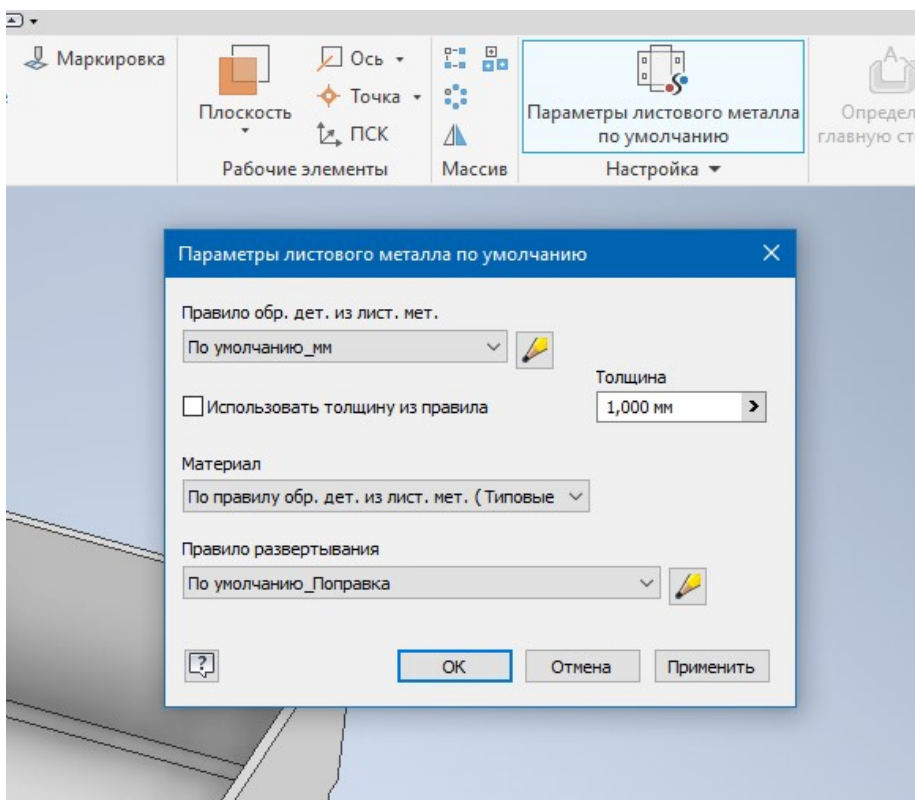 Маркировка
Плоскость
Ось
Точка
ПСК
Рабочие элементы
Массив
Параметры листового металла
по умолчанию
Настройка
главную
Параметры листового металла по умолчанию
Правило обр. дет. из лист. мет.
По умолчанию_мм
Толщина
Использовать толщину из правила
1,000 мм
Материал
По правилу обр. дет. из лист. мет. (Типовые
Правило развертывания
По умолчанию_Поправка
?
ОК
Отмена
Применить